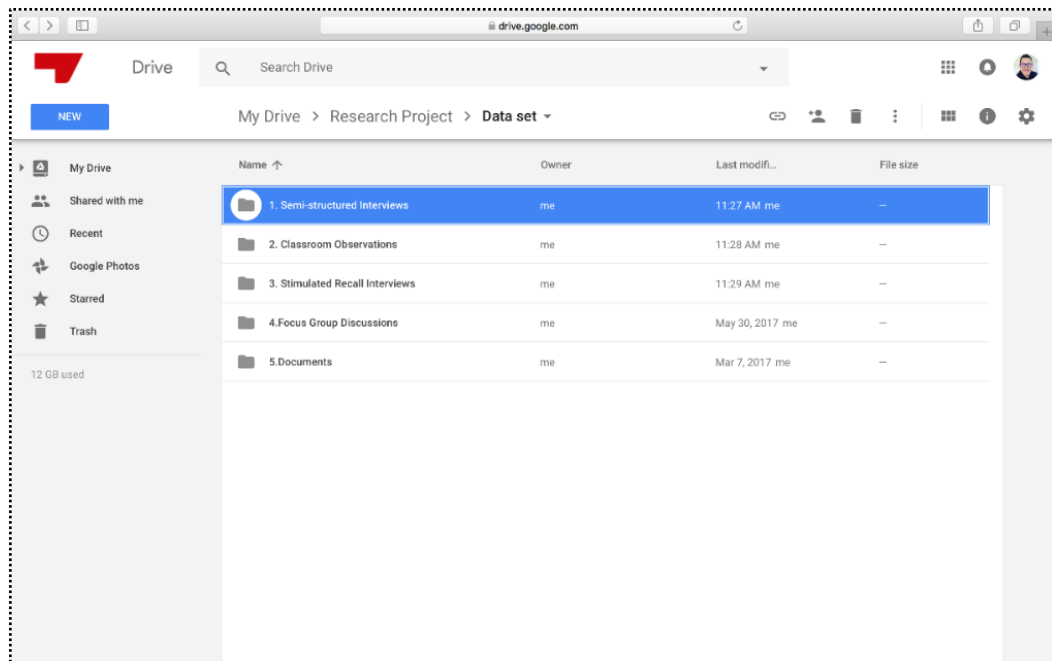 drive.google.com
Drive
Search Drive
NEW
My Drive > Research Project > Data set
My Drive
Shared with me
Recent
Google Photos
Starred
Trash
12 GB used
Name Owner Last modifi... File size
1. Semi-structured Interviews me 11:27 AM me –
2. Classroom Observations me 11:28 AM me –
3. Stimulated Recall Interviews me 11:29 AM me –
4.Focus Group Discussions me May 30, 2017 me –
5.Documents me Mar 7, 2017 me –